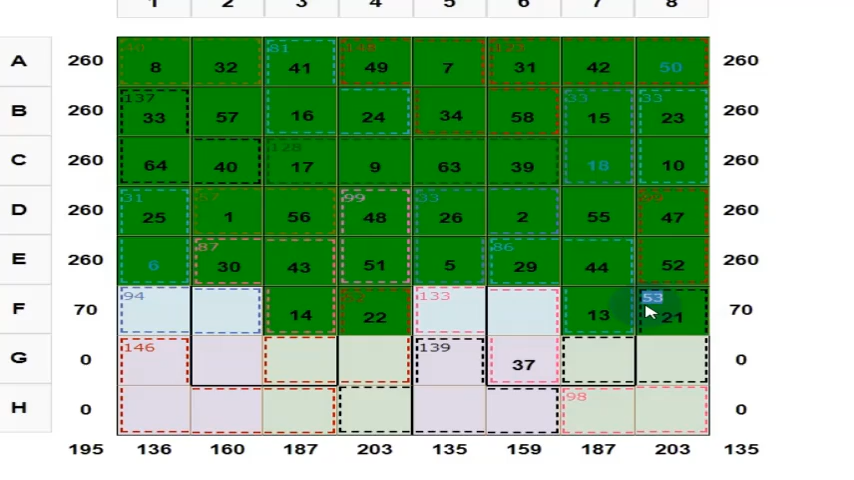 1 2 3 4 5 6 7 8
81
A 260 8 32 41 49 7 31 42 50 260
137 33 33
B 260 33 57 16 24 34 58 15 23 260
128
C 260 64 40 17 9 63 39 18 10 260
31 57 99 33
D 260 25 1 56 48 26 2 55 47 260
87 86
E 260 6 30 43 51 5 29 44 52 260
94 133 53
F 70 14 22 13 21 70
146 139
G 0 37 0
98
H 0 0
195 136 160 187 203 135 159 187 203 135